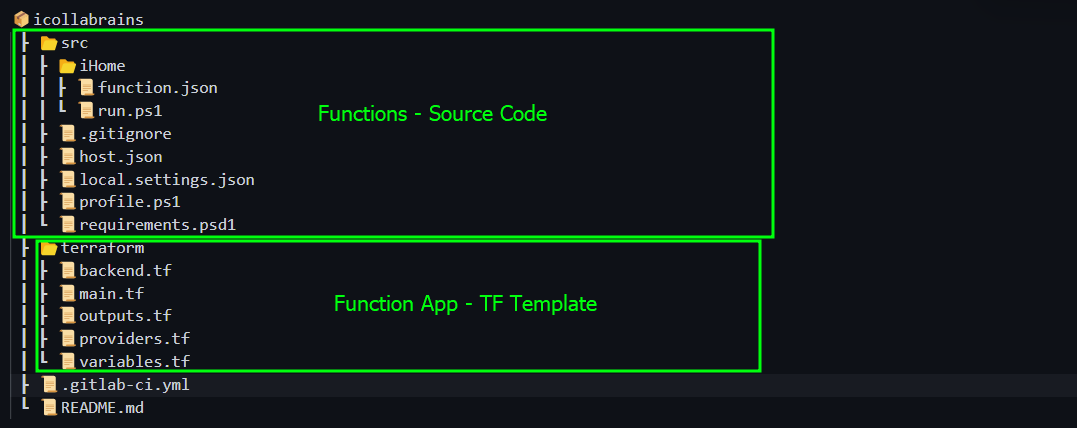 icollabrains
src
iHome
function.json
run.ps1
Functions - Source Code
.gitignore
host.json
local.settings.json
profile.ps1
requirements.psd1
terraform
backend.tf
main.tf
Function App - TF Template
outputs.tf
providers.tf
variables.tf
.gitlab-ci.yml
README.md